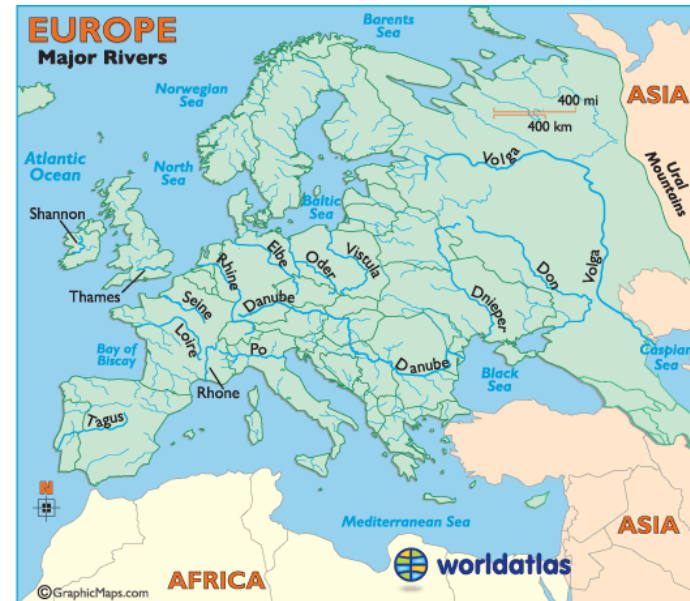 EUROPE
Major Rivers
Barents
Sea
Norwegian
Sea
400 mi
400 km
ASIA
Ural
Mountains
Atlantic
Ocean
North
Sea
Baltic
Sea
Volga
Shannon
Thames
Elbe
Oder
Vistula
Rhine
Danube
Seine
Loire
Don
Volga
Dnieper
Bay of
Biscay
Po
Rhone
Danube
Black
Sea
Caspian
Sea
Tagus
N
Mediterranean Sea
AFRICA
ASIA
worldatlas
©GraphicMaps.com